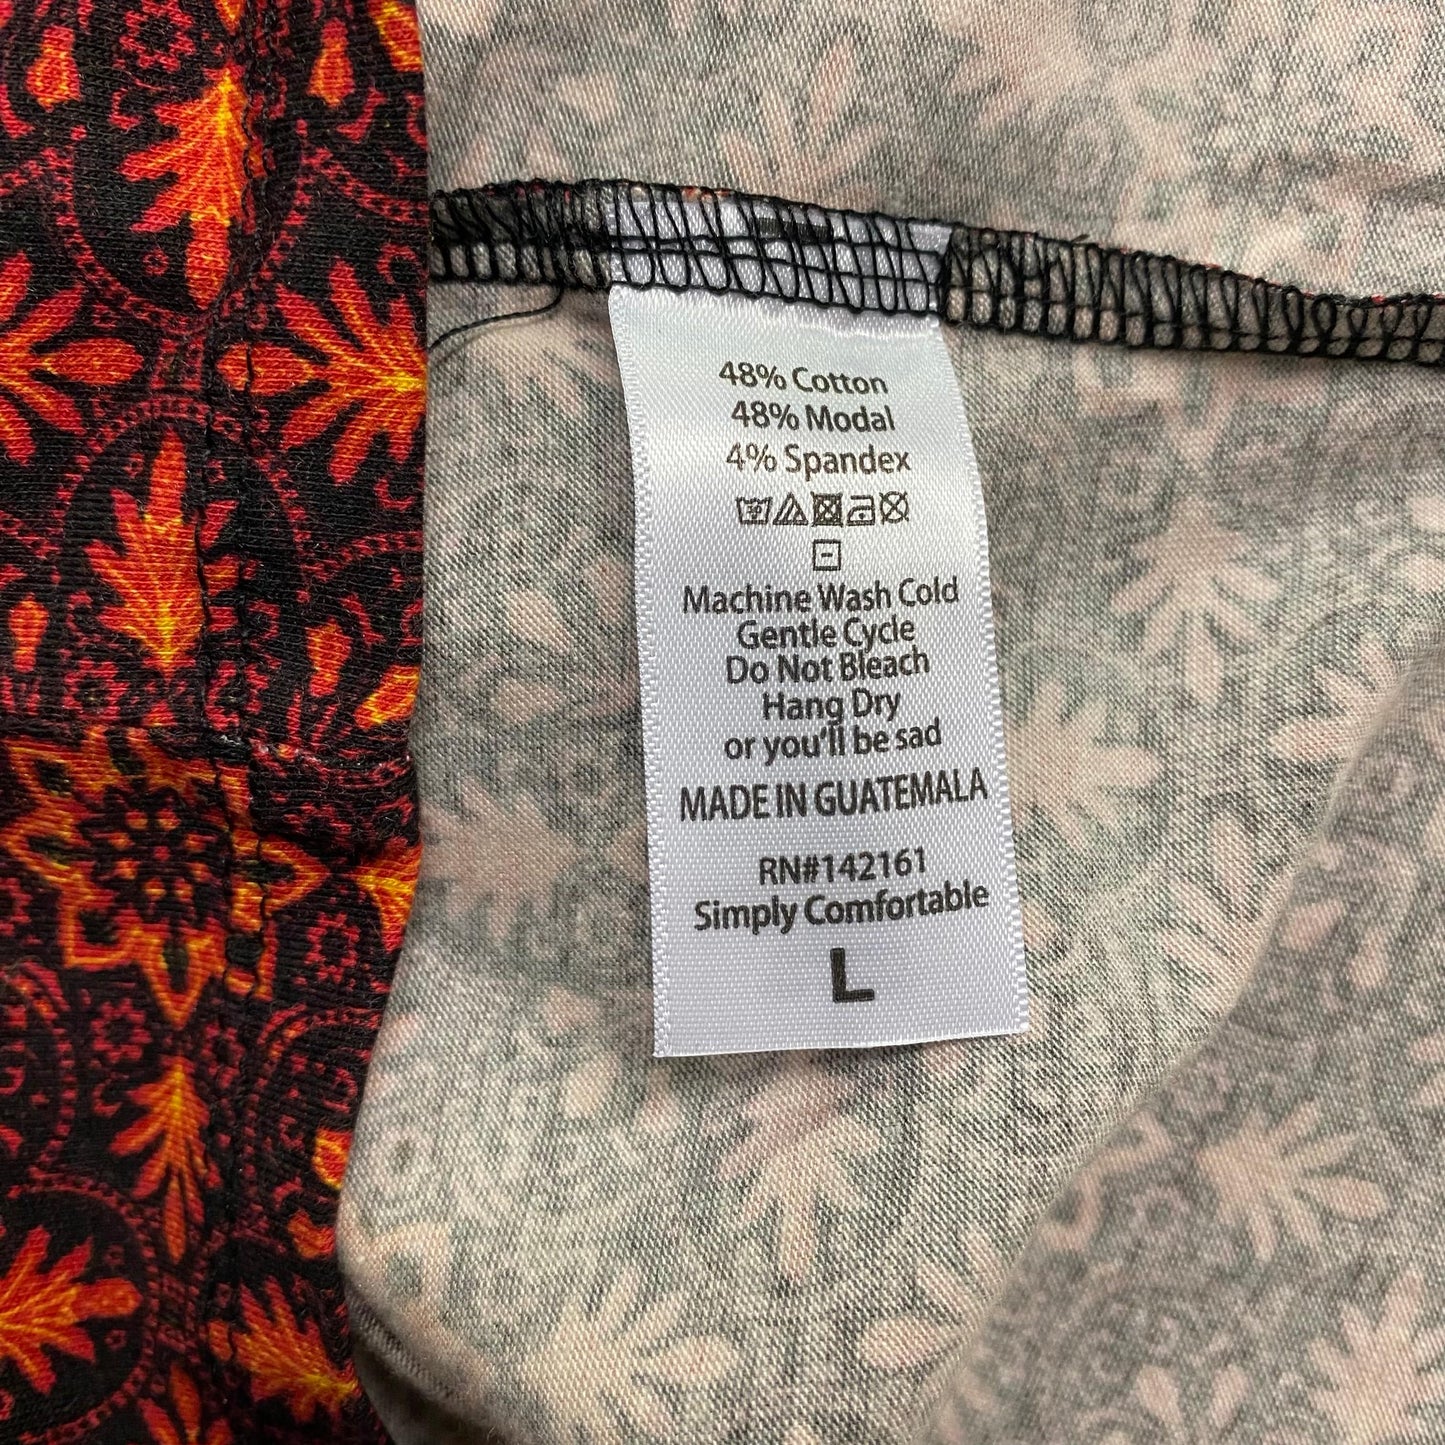 48% Cotton
48% Modal
4% Spandex
Machine Wash Cold
Gentle Cycle
Do Not Bleach
Hang Dry
or you'll be sad
MADE IN GUATEMALA
RN#142161
Simply Comfortable
L